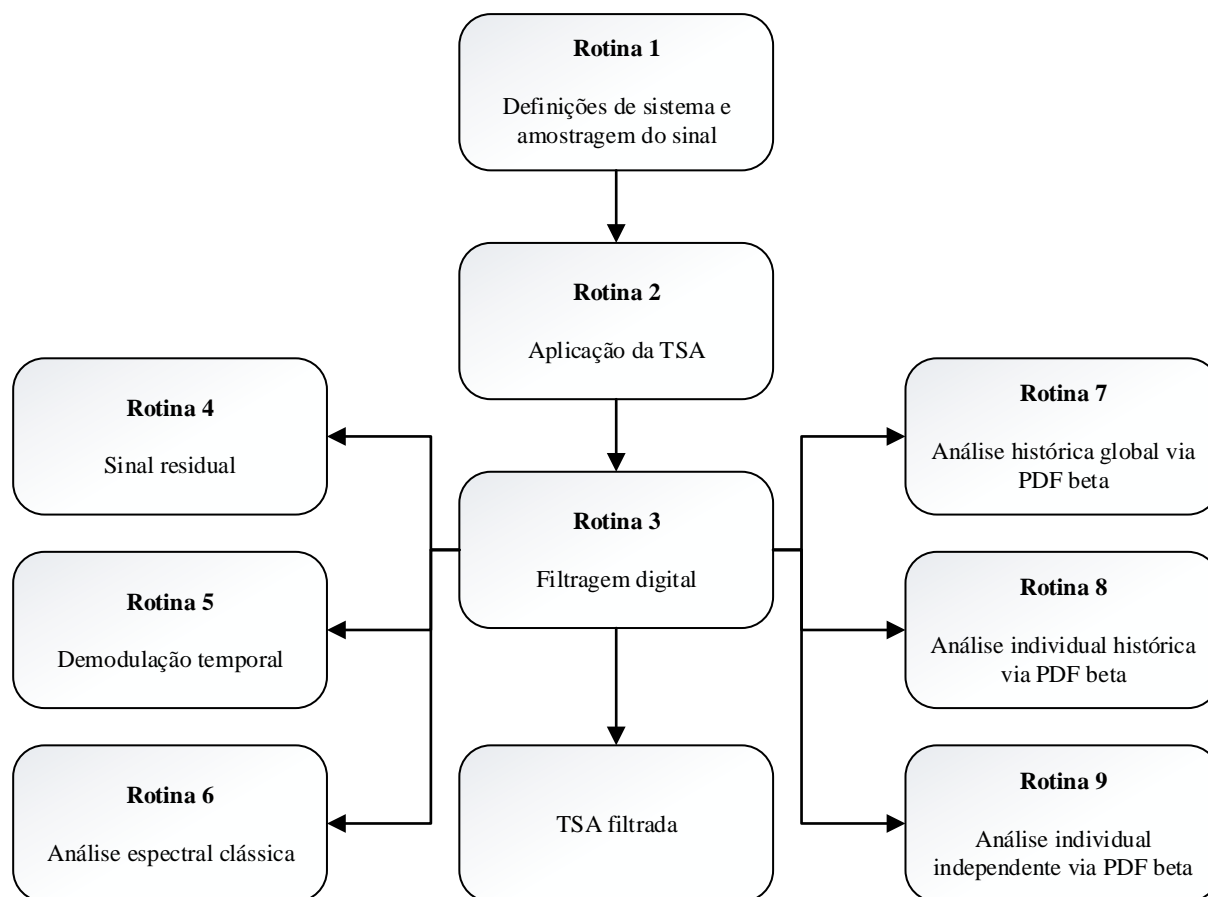 Rotina 1
Definições de sistema e
amostragem do sinal
Rotina 2
Aplicação da TSA
Rotina 4
Sinal residual
Rotina 7
Análise histórica global via
PDF beta
Rotina 3
Filtragem digital
Rotina 5
Demodulação temporal
Rotina 8
Análise individual histórica
via PDF beta
Rotina 6
Análise espectral clássica
TSA filtrada
Rotina 9
Análise individual
independente via PDF beta